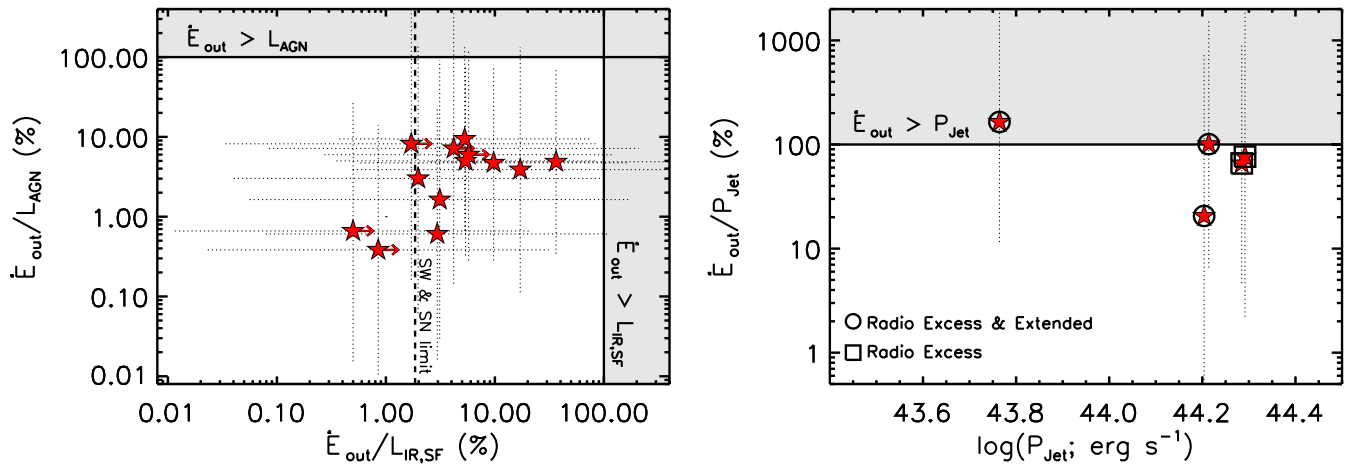 Ėout > LAGN
100.00
10.00
1.00
0.10
0.01
Ėout/LAGN (%)
SW & SN limit
Ėout > LIR,SF
0.01 0.10 1.00 10.00 100.00
Ėout/LIR,SF (%)
1000
100
10
1
Ėout/PJet (%)
Ėout > PJet
Radio Excess & Extended
Radio Excess
43.6 43.8 44.0 44.2 44.4
log(PJet; erg s⁻¹)